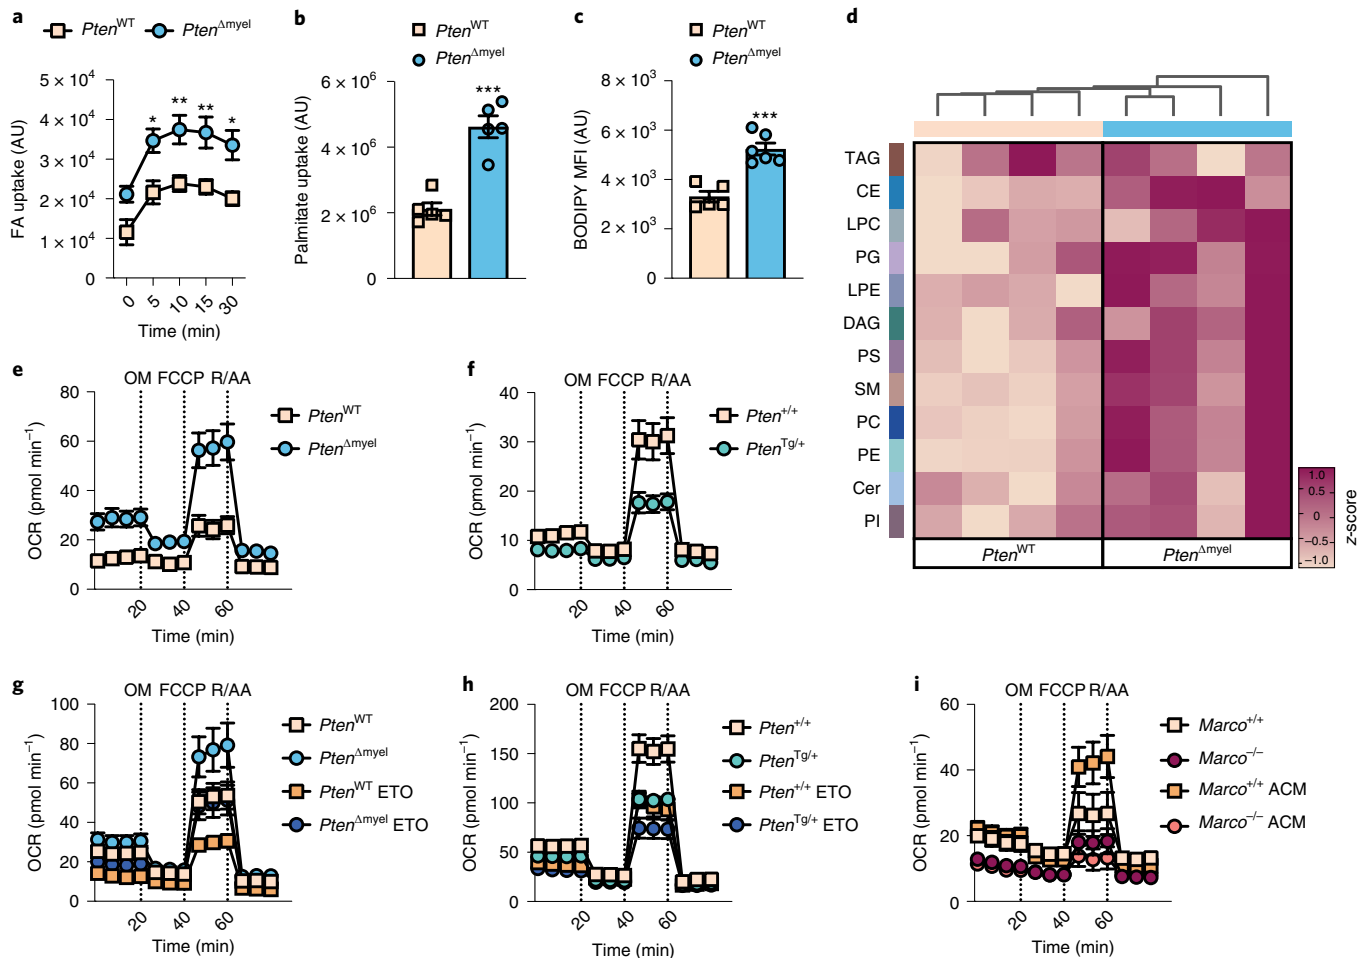 a
Pten^WT Pten^Δmyel
FA uptake (AU)
5 × 10^4
4 × 10^4
3 × 10^4
2 × 10^4
1 × 10^4
0
* ** ** *
0 5 10 15 30
Time (min)
b
Pten^WT
Pten^Δmyel
Palmitate uptake (AU)
6 × 10^6
4 × 10^6
2 × 10^6
0
***
c
Pten^WT
Pten^Δmyel
BODIPY MFI (AU)
8 × 10^3
6 × 10^3
4 × 10^3
2 × 10^3
0
***
d
TAG
CE
LPC
PG
LPE
DAG
PS
SM
PC
PE
Cer
PI
Pten^WT Pten^Δmyel
1.0
0.5
0
−0.5
−1.0
z-score
e
OM FCCP R/AA
OCR (pmol min^−1)
80
60
40
20
0
20 40 60
Time (min)
Pten^WT
Pten^Δmyel
f
OM FCCP R/AA
OCR (pmol min^−1)
40
30
20
10
0
20 40 60
Time (min)
Pten^+/+
Pten^Tg/+
g
OM FCCP R/AA
OCR (pmol min^−1)
100
80
60
40
20
0
20 40 60
Time (min)
Pten^WT
Pten^Δmyel
Pten^WT ETO
Pten^Δmyel ETO
h
OM FCCP R/AA
OCR (pmol min^−1)
200
150
100
50
0
20 40 60
Time (min)
Pten^+/+
Pten^Tg/+
Pten^+/+ ETO
Pten^Tg/+ ETO
i
OM FCCP R/AA
OCR (pmol min^−1)
60
40
20
0
20 40 60
Time (min)
Marco^+/+
Marco^−/−
Marco^+/+ ACM
Marco^−/− ACM